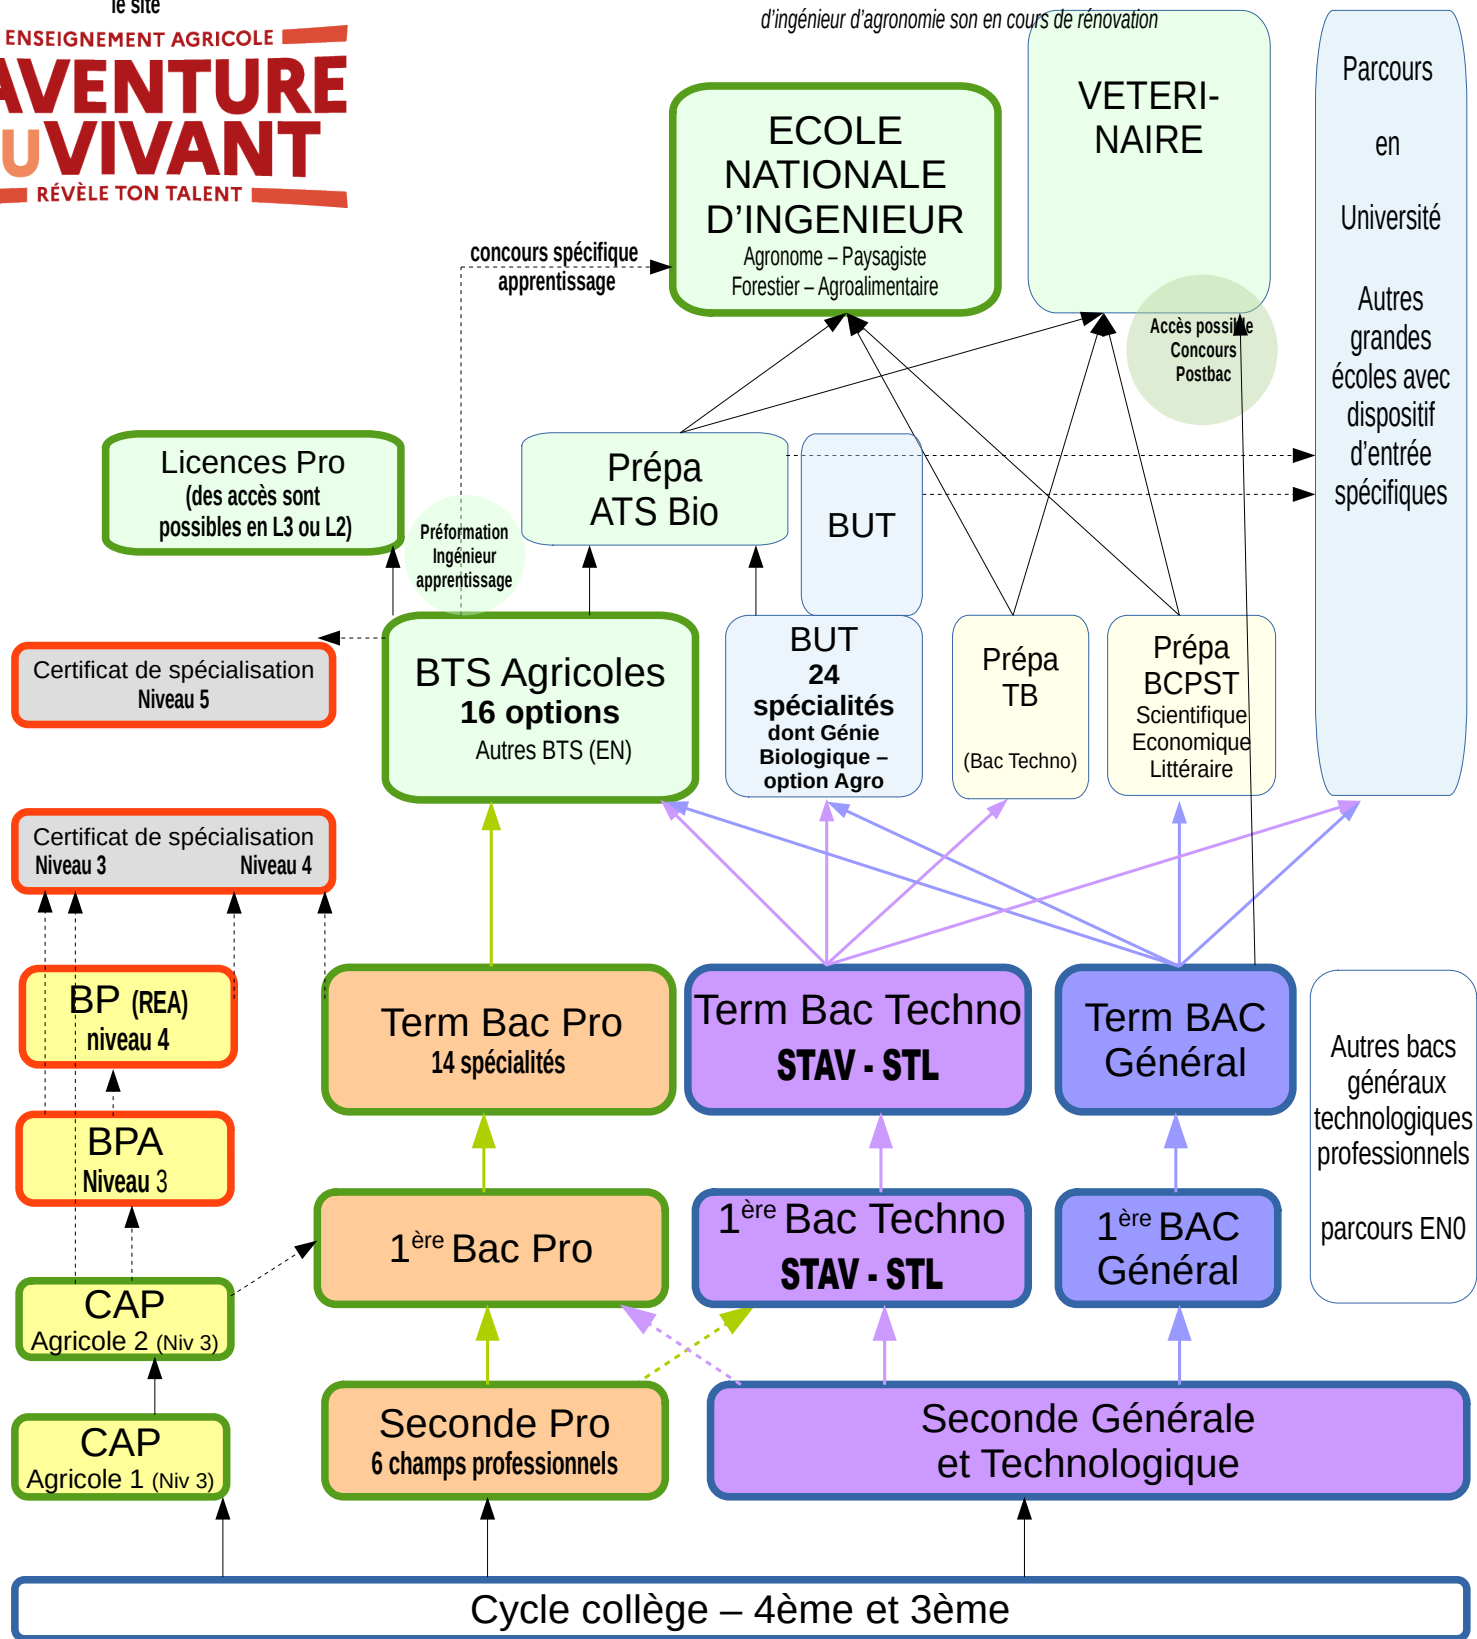 le site
ENSEIGNEMENT AGRICOLE
AVENTURE
UVIVANT
RÉVÈLE TON TALENT
d’ingénieur d’agronomie son en cours de rénovation
ECOLE
NATIONALE
D’INGENIEUR
Agronome – Paysagiste
Forestier – Agroalimentaire
VETERI-
NAIRE
Parcours
en
Université
Autres
grandes
écoles avec
dispositif
d’entrée
spécifiques
concours spécifique
apprentissage
Accès possible
Concours
Postbac
Licences Pro
(des accès sont
possibles en L3 ou L2)
Préformation
Ingénieur
apprentissage
Prépa
ATS Bio
BUT
Certificat de spécialisation
Niveau 5
BTS Agricoles
16 options
Autres BTS (EN)
BUT
24
spécialités
dont Génie
Biologique –
option Agro
Prépa
TB
(Bac Techno)
Prépa
BCPST
Scientifique
Economique
Littéraire
Certificat de spécialisation
Niveau 3 Niveau 4
BP (REA)
niveau 4
Term Bac Pro
14 spécialités
Term Bac Techno
STAV - STL
Term BAC
Général
Autres bacs
généraux
technologiques
professionnels
parcours EN0
BPA
Niveau 3
1ère Bac Pro
1ère Bac Techno
STAV - STL
1ère BAC
Général
CAP
Agricole 2 (Niv 3)
CAP
Agricole 1 (Niv 3)
Seconde Pro
6 champs professionnels
Seconde Générale
et Technologique
Cycle collège – 4ème et 3ème